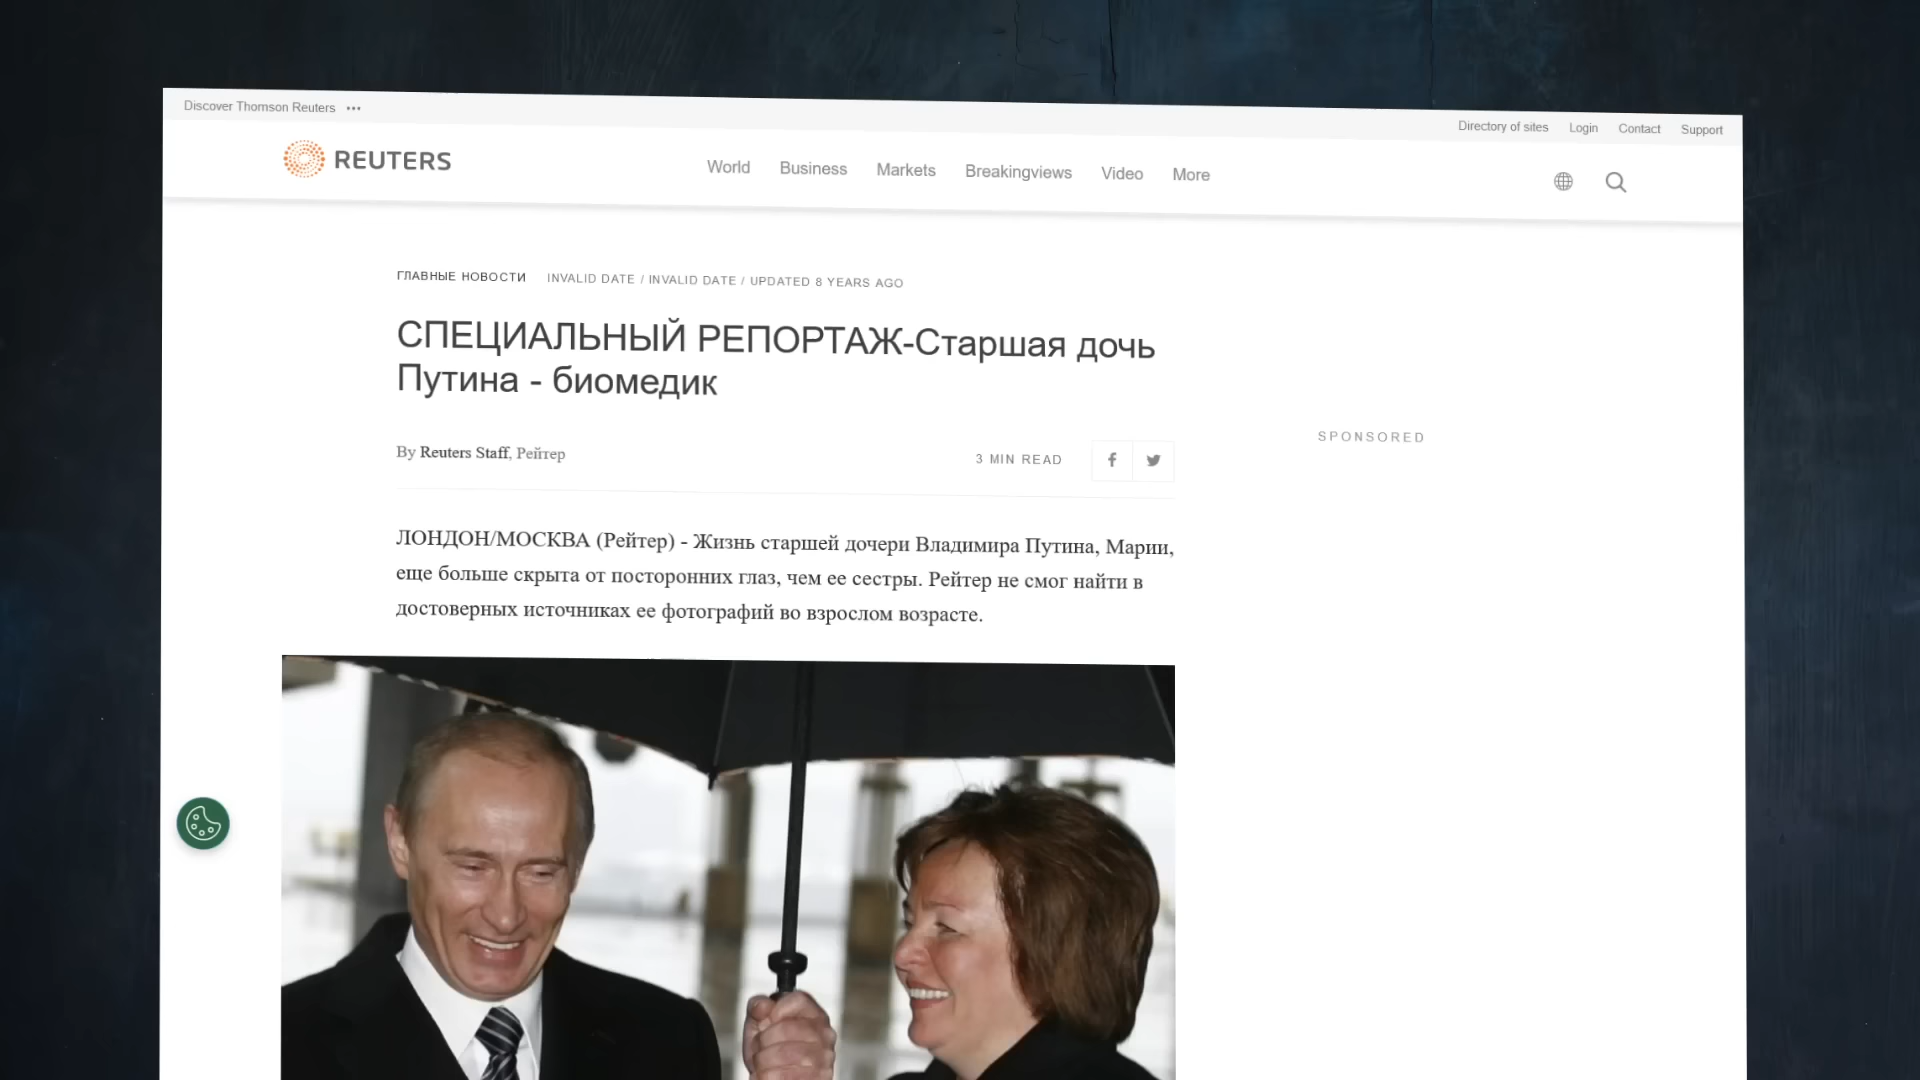 Discover Thomson Reuters •••
Directory of sites Login Contact Support
REUTERS
World Business Markets Breakingviews Video More
ГЛАВНЫЕ НОВОСТИ INVALID DATE / INVALID DATE / UPDATED 8 YEARS AGO
СПЕЦИАЛЬНЫЙ РЕПОРТАЖ-Старшая дочь
Путина - биомедик
By Reuters Staff, Рейтер
3 MIN READ
SPONSORED
ЛОНДОН/МОСКВА (Рейтер) - Жизнь старшей дочери Владимира Путина, Марии,
еще больше скрыта от посторонних глаз, чем ее сестры. Рейтер не смог найти в
достоверных источниках ее фотографий во взрослом возрасте.